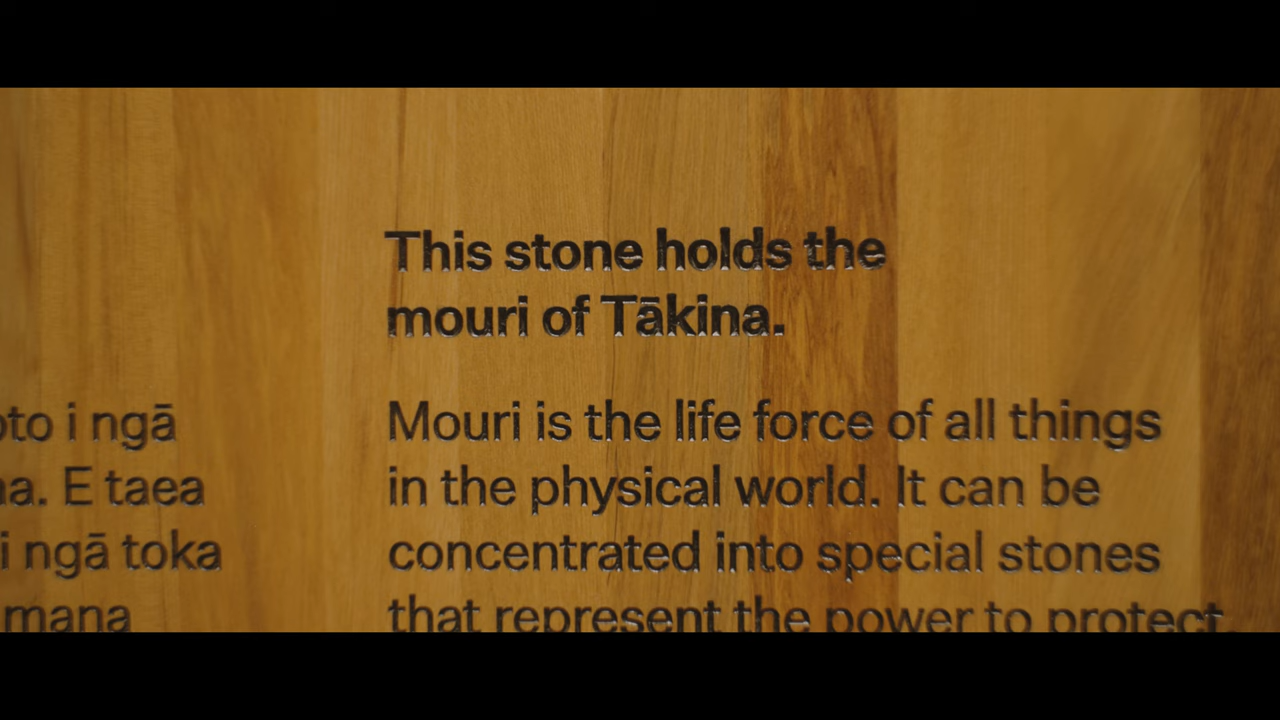 This stone holds the
mouri of Tākina.
i ngā
E taea
i ngā toka
mana
Mouri is the life force of all things
in the physical world. It can be
concentrated into special stones
that represent the power to protect,